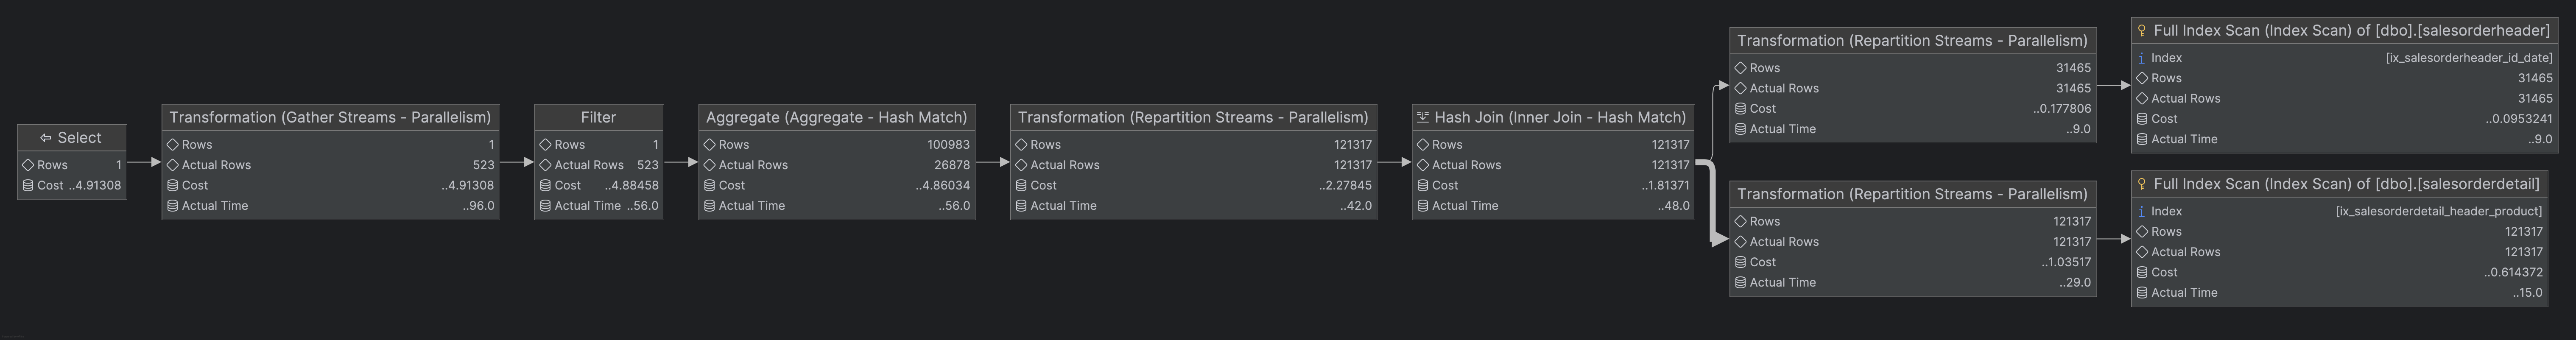 Select
Rows 1
Cost ..4.91308
Transformation (Gather Streams - Parallelism)
Rows 1
Actual Rows 523
Cost ..4.91308
Actual Time ..96.0
Filter
Rows 1
Actual Rows 523
Cost ..4.88458
Actual Time ..56.0
Aggregate (Aggregate - Hash Match)
Rows 100983
Actual Rows 26878
Cost ..4.86034
Actual Time ..56.0
Transformation (Repartition Streams - Parallelism)
Rows 121317
Actual Rows 121317
Cost ..2.27845
Actual Time ..42.0
Hash Join (Inner Join - Hash Match)
Rows 121317
Actual Rows 121317
Cost ..1.81371
Actual Time ..48.0
Transformation (Repartition Streams - Parallelism)
Rows 31465
Actual Rows 31465
Cost ..0.177806
Actual Time ..9.0
Full Index Scan (Index Scan) of [dbo].[salesorderheader]
Index [ix_salesorderheader_id_date]
Rows 31465
Actual Rows 31465
Cost ..0.0953241
Actual Time ..9.0
Transformation (Repartition Streams - Parallelism)
Rows 121317
Actual Rows 121317
Cost ..1.03517
Actual Time ..29.0
Full Index Scan (Index Scan) of [dbo].[salesorderdetail]
Index [ix_salesorderdetail_header_product]
Rows 121317
Actual Rows 121317
Cost ..0.614372
Actual Time ..15.0